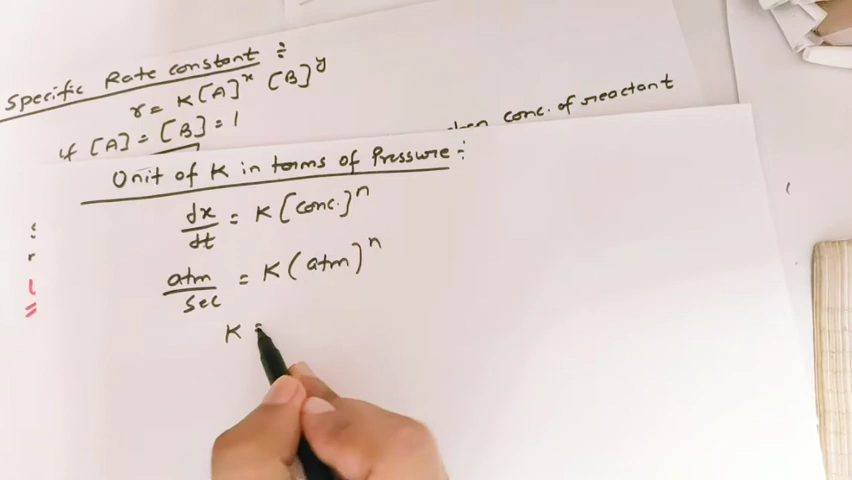 Specific Rate constant :-
r = K[A]^x [B]^y
if [A] = [B] = 1
conc. of reactant
Unit of K in terms of Pressure :-
dx/dt = K[conc.]^n
atm/sec = K(atm)^n
K =